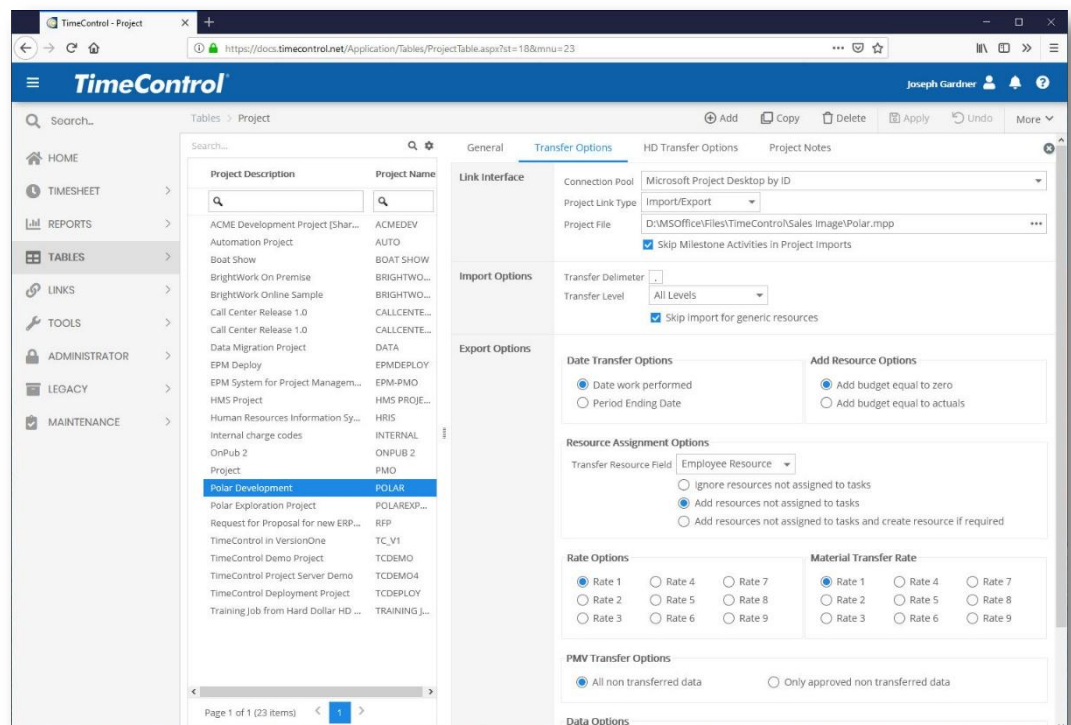 TimeControl - Project
https://docs.timecontrol.net/Application/Tables/ProjectTable.aspx?st=18&mnu=23
TimeControl
Joseph Gardner
Search...
Tables > Project
Add
Copy
Delete
Apply
Undo
More
HOME
TIMESHEET
REPORTS
TABLES
LINKS
TOOLS
ADMINISTRATOR
LEGACY
MAINTENANCE
Search...
Project Description Project Name
ACME Development Project [Shar... ACMEDEV
Automation Project AUTO
Boat Show BOAT SHOW
BrightWork On Premise BRIGHTWO...
BrightWork Online Sample BRIGHTWO...
Call Center Release 1.0 CALLCENTE...
Call Center Release 1.0 CALLCENTE...
Data Migration Project DATA
EPM Deploy EPMDEPLOY
EPM System for Project Managem... EPM-PMO
HMS Project HMS PROJE...
Human Resources Information Sy... HRIS
Internal charge codes INTERNAL
OnPub 2 ONPUB 2
Project PMO
Polar Development POLAR
Polar Exploration Project POLAREXP...
Request for Proposal for new ERP... RFP
TimeControl in VersionOne TC_V1
TimeControl Demo Project TCDEMO
TimeControl Project Server Demo TCDEMO4
TimeControl Deployment Project TCDEPLOY
Training Job from Hard Dollar HD ... TRAINING J...
Page 1 of 1 (23 items) < 1 >
General Transfer Options HD Transfer Options Project Notes
Link Interface
Connection Pool Microsoft Project Desktop by ID
Project Link Type Import/Export
Project File D:\MSOffice\Files\TimeControl\Sales Image\Polar.mpp ...
Skip Milestone Activities in Project Imports
Import Options
Transfer Delimeter .
Transfer Level All Levels
Skip import for generic resources
Export Options
Date Transfer Options
Date work performed
Period Ending Date
Add Resource Options
Add budget equal to zero
Add budget equal to actuals
Resource Assignment Options
Transfer Resource Field Employee Resource
Ignore resources not assigned to tasks
Add resources not assigned to tasks
Add resources not assigned to tasks and create resource if required
Rate Options
Rate 1 Rate 4 Rate 7
Rate 2 Rate 5 Rate 8
Rate 3 Rate 6 Rate 9
Material Transfer Rate
Rate 1 Rate 4 Rate 7
Rate 2 Rate 5 Rate 8
Rate 3 Rate 6 Rate 9
PMV Transfer Options
All non transferred data
Only approved non transferred data
Data Options